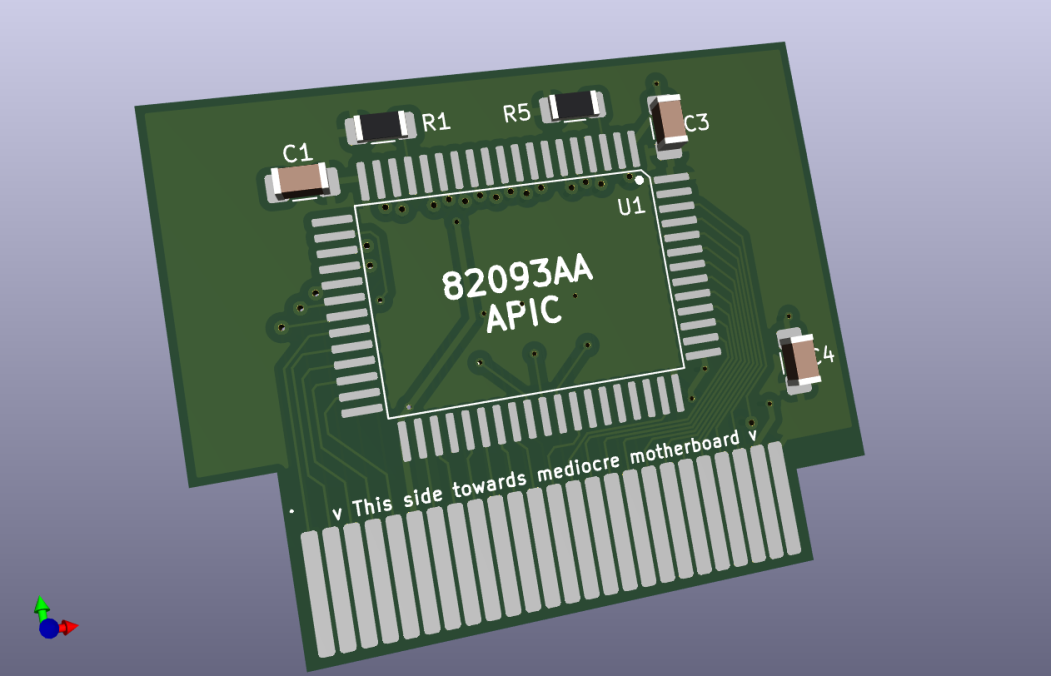 R5
R1
C3
C1
U1
82093AA
APIC
C4
v This side towards mediocre motherboard v